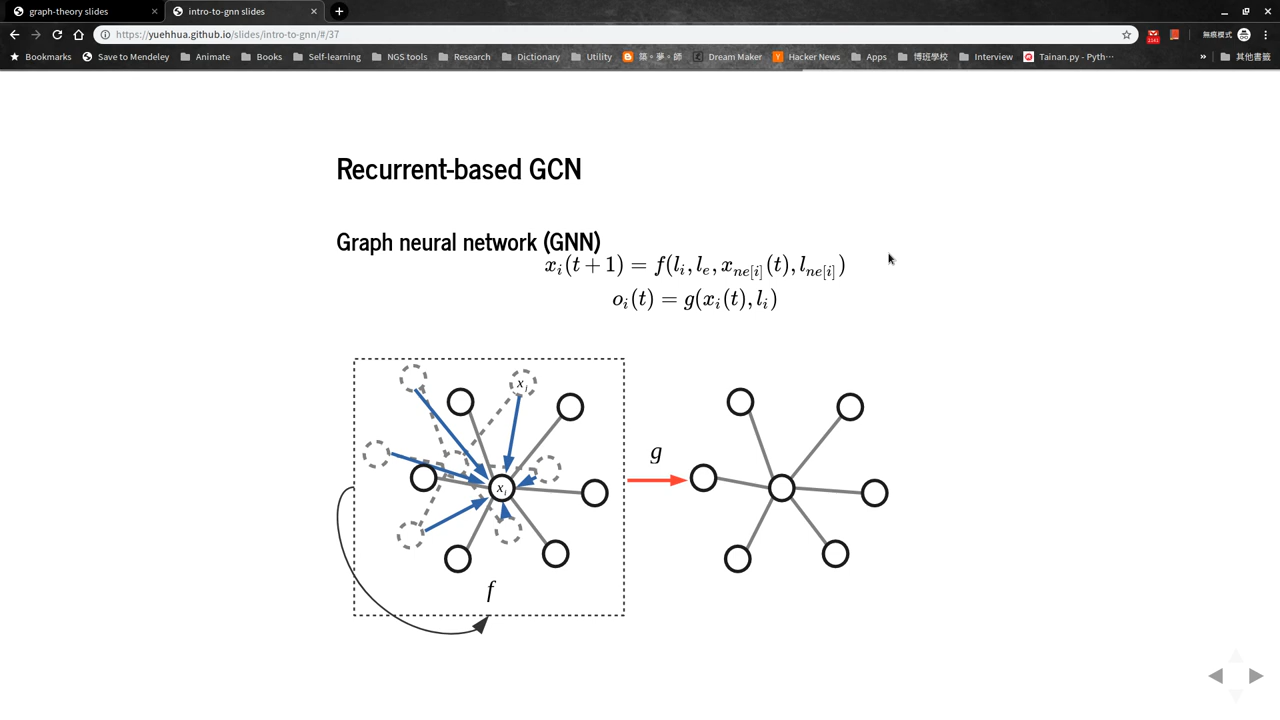 graph-theory slides
intro-to-gnn slides
https://yuehhua.github.io/slides/intro-to-gnn/#/37
無痕模式
Bookmarks Save to Mendeley Animate Books Self-learning NGS tools Research Dictionary Utility 築。夢。師 Dream Maker Hacker News Apps 博班學校 Interview Tainan.py - Pyth… » 其他書籤
Recurrent-based GCN
Graph neural network (GNN)
x_i(t + 1) = f(l_i, l_e, x_{ne[i]}(t), l_{ne[i]})
o_i(t) = g(x_i(t), l_i)
x_j
g
x_i
f